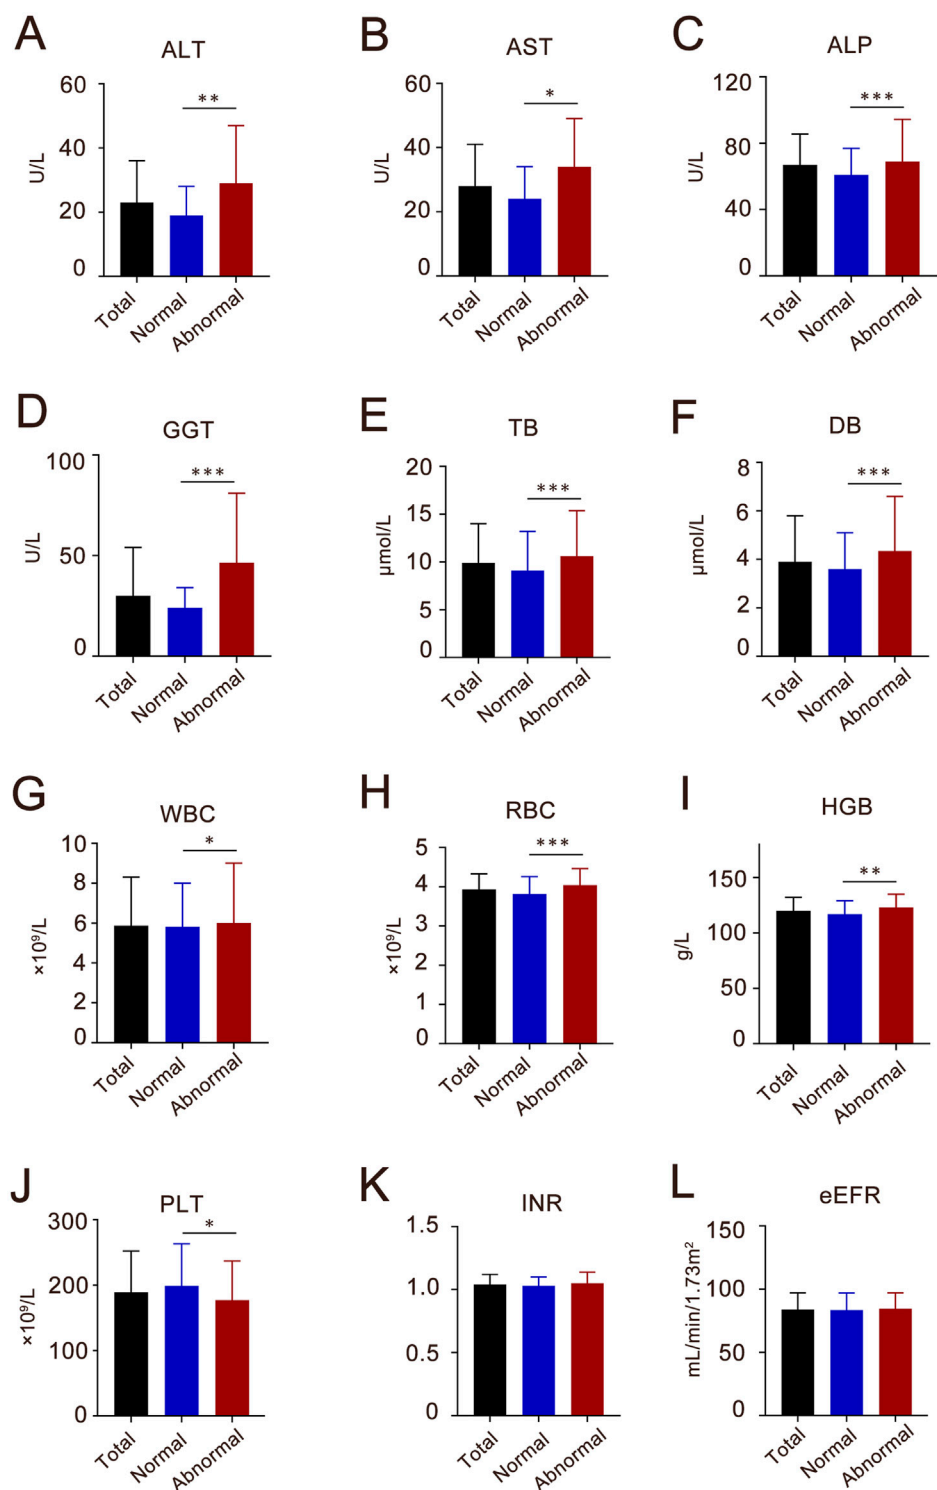 A
ALT
60
40
20
0
U/L
**
Total
Normal
Abnormal
B
AST
60
40
20
0
U/L
*
Total
Normal
Abnormal
C
ALP
120
80
40
0
U/L
***
Total
Normal
Abnormal
D
GGT
100
50
0
U/L
***
Total
Normal
Abnormal
E
TB
20
15
10
5
0
µmol/L
***
Total
Normal
Abnormal
F
DB
8
6
4
2
0
µmol/L
***
Total
Normal
Abnormal
G
WBC
10
8
6
4
2
0
×10⁹/L
*
Total
Normal
Abnormal
H
RBC
5
4
3
2
1
0
×10⁹/L
***
Total
Normal
Abnormal
I
HGB
150
100
50
0
g/L
**
Total
Normal
Abnormal
J
PLT
300
200
100
0
×10⁹/L
*
Total
Normal
Abnormal
K
INR
1.5
1.0
0.5
0
Total
Normal
Abnormal
L
eEFR
150
100
50
0
mL/min/1.73m²
Total
Normal
Abnormal